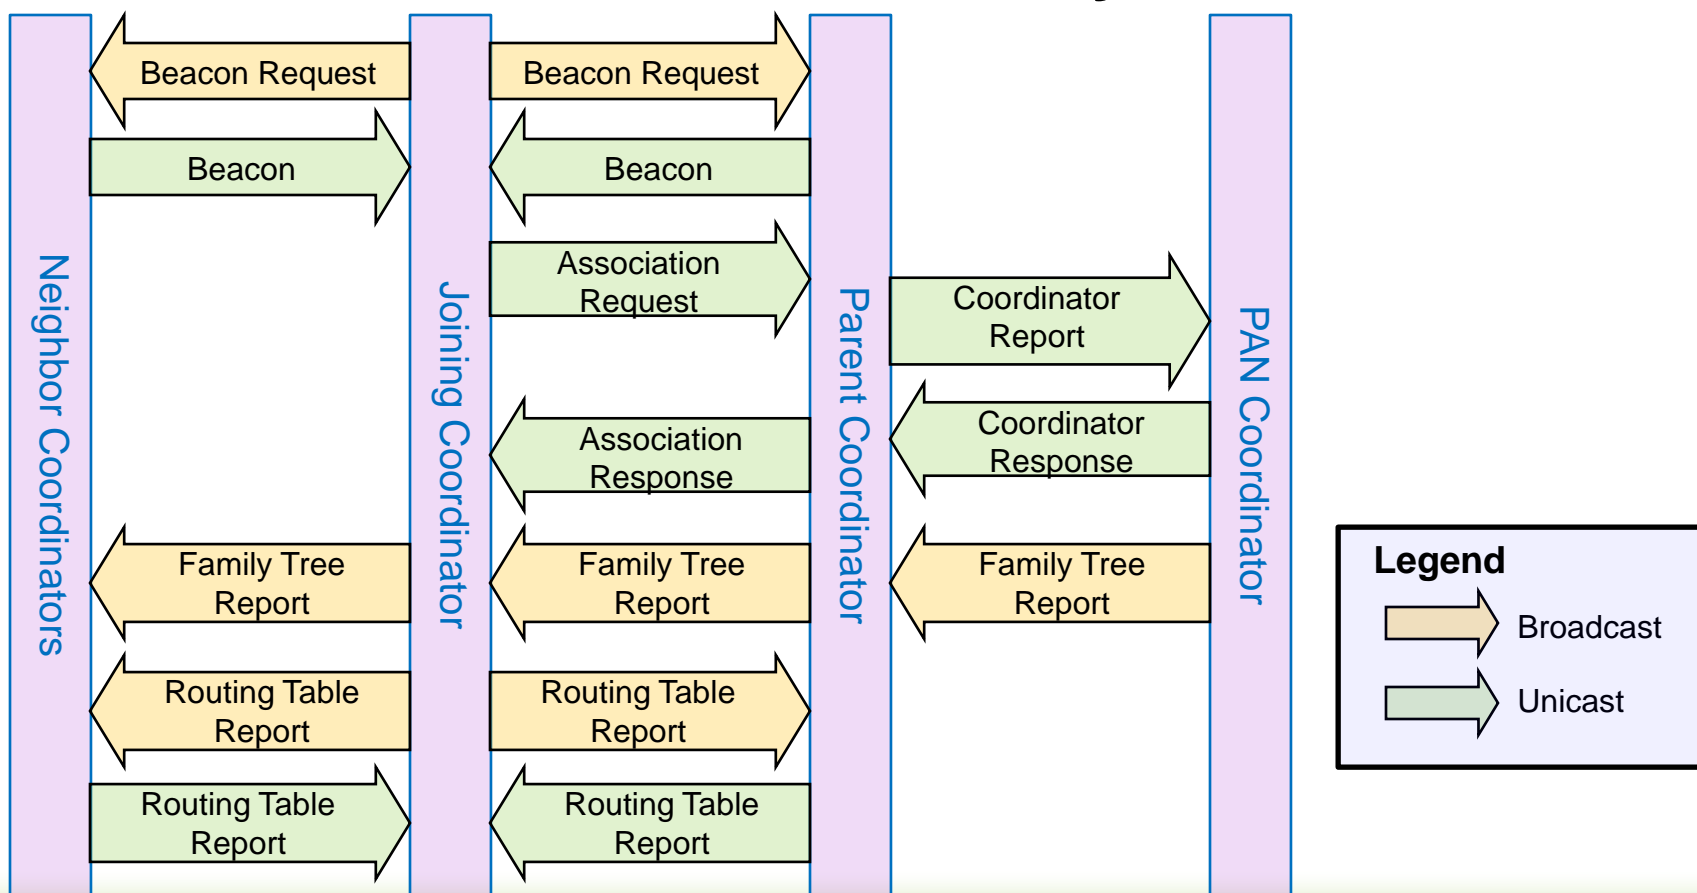 Beacon Request
Beacon Request
Beacon
Beacon
Association
Request
Coordinator
Report
Coordinator
Response
Association
Response
Family Tree
Report
Family Tree
Report
Family Tree
Report
Routing Table
Report
Routing Table
Report
Routing Table
Report
Routing Table
Report
Neighbor Coordinators
Joining Coordinator
Parent Coordinator
PAN Coordinator
Legend
Broadcast
Unicast